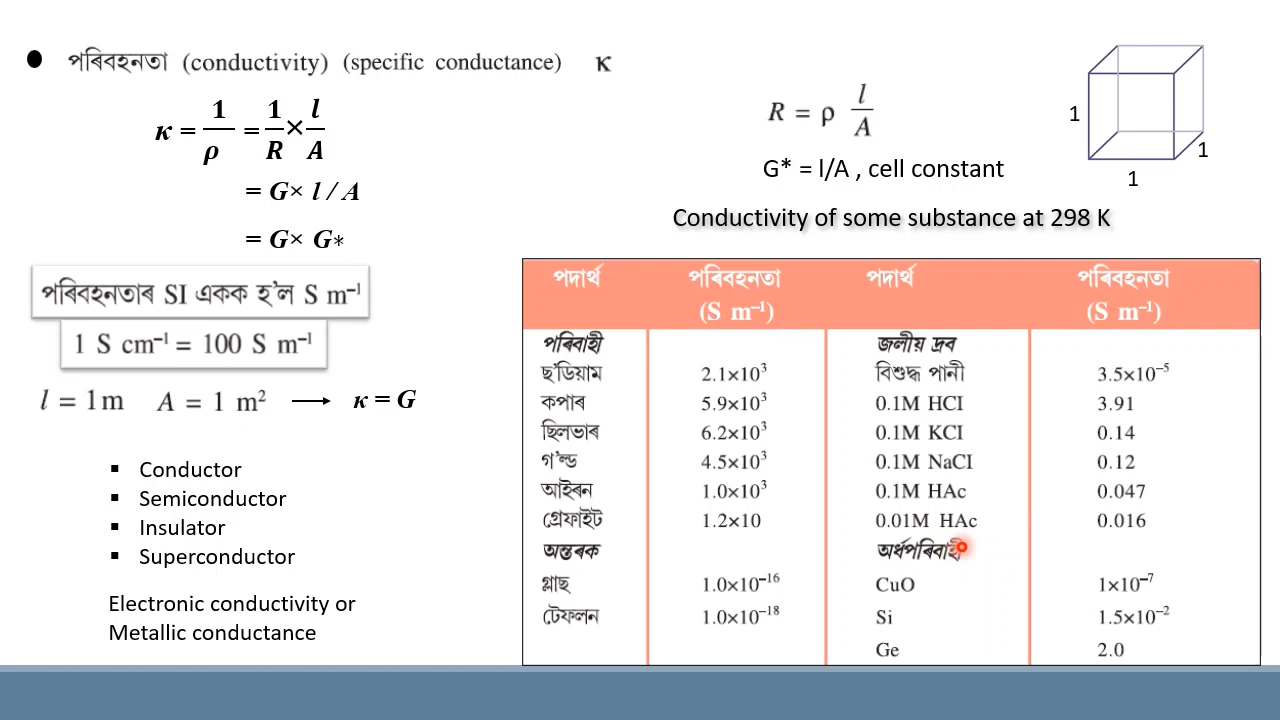 পৰিবহনতা (conductivity) (specific conductance) κ
κ = 1/ρ = 1/R × l/A
= G× l / A
= G× G*
পৰিবহনতাৰ SI একক হ'ল S m⁻¹
1 S cm⁻¹ = 100 S m⁻¹
l = 1m A = 1 m² ⟶ κ = G
▪ Conductor
▪ Semiconductor
▪ Insulator
▪ Superconductor
Electronic conductivity or
Metallic conductance
R = ρ l/A
G* = l/A , cell constant
1
1
1
Conductivity of some substance at 298 K
পদাৰ্থ পৰিবহনতা পদাৰ্থ পৰিবহনতা
(S m⁻¹) (S m⁻¹)
পৰিবাহী জলীয় দ্ৰব
ছ'ডিয়াম 2.1×10³ বিশুদ্ধ পানী 3.5×10⁻⁵
কপাৰ 5.9×10³ 0.1M HCl 3.91
ছিলভাৰ 6.2×10³ 0.1M KCl 0.14
গ'ল্ড 4.5×10³ 0.1M NaCl 0.12
আইৰন 1.0×10³ 0.1M HAc 0.047
গ্ৰেফাইট 1.2×10 0.01M HAc 0.016
অন্তৰক অৰ্ধপৰিবাহী
গ্লাছ 1.0×10⁻¹⁶ CuO 1×10⁻⁷
টেফলন 1.0×10⁻¹⁸ Si 1.5×10⁻²
Ge 2.0